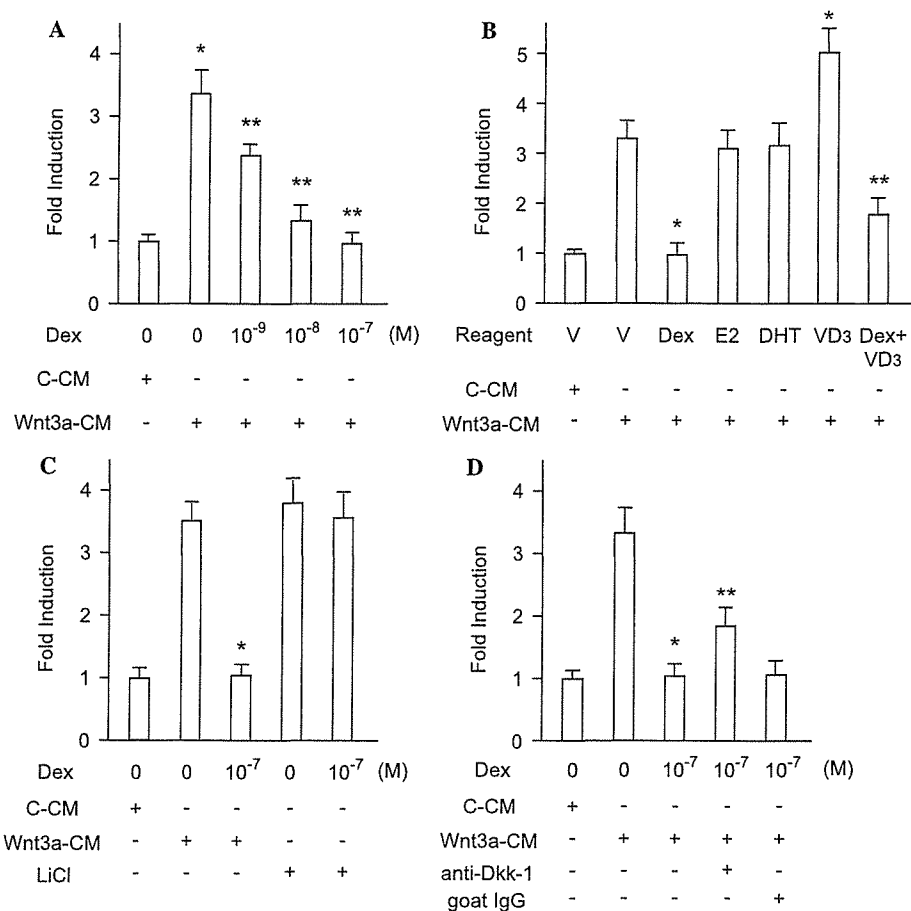 A
Fold Induction
4
3
2
1
0
*
**
**
**
Dex 0 0 10⁻⁹ 10⁻⁸ 10⁻⁷ (M)
C-CM + - - - -
Wnt3a-CM - + + + +
B
Fold Induction
5
4
3
2
1
0
*
*
**
Reagent V V Dex E2 DHT VD3 Dex+
VD3
C-CM + - - - - - -
Wnt3a-CM - + + + + + +
C
Fold Induction
4
3
2
1
0
*
Dex 0 0 10⁻⁷ 0 10⁻⁷ (M)
C-CM + - - - -
Wnt3a-CM - + + - -
LiCl - - - + +
D
Fold Induction
4
3
2
1
0
*
**
Dex 0 0 10⁻⁷ 10⁻⁷ 10⁻⁷ (M)
C-CM + - - - -
Wnt3a-CM - + + + +
anti-Dkk-1 - - - + -
goat IgG - - - - +